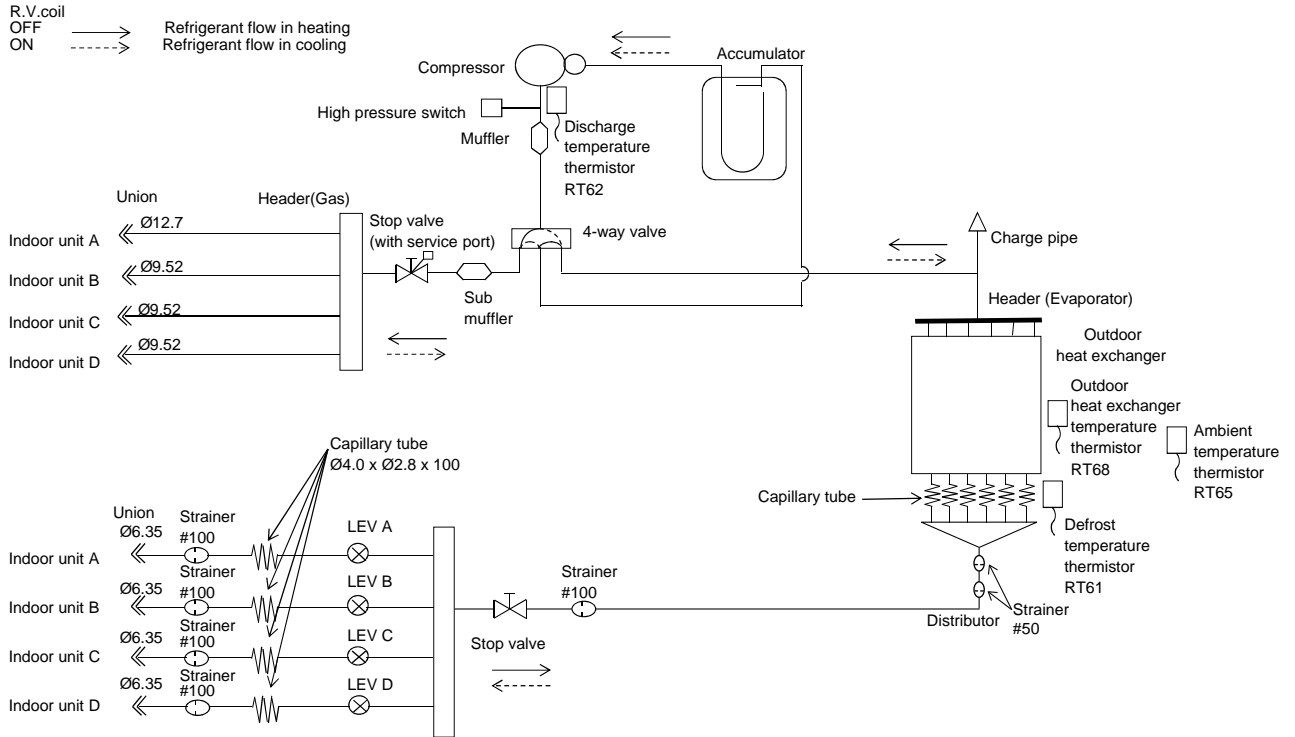 R.V.coil
OFF Refrigerant flow in heating
ON Refrigerant flow in cooling
Compressor
Accumulator
High pressure switch
Muffler
Discharge
temperature
thermistor
RT62
Union
Header(Gas)
Stop valve
(with service port)
4-way valve
Charge pipe
Indoor unit A
Ø12.7
Indoor unit B
Ø9.52
Indoor unit C
Ø9.52
Indoor unit D
Ø9.52
Sub
muffler
Header (Evaporator)
Outdoor
heat exchanger
Outdoor
heat exchanger
temperature
thermistor
RT68
Ambient
temperature
thermistor
RT65
Capillary tube
Ø4.0 x Ø2.8 x 100
Capillary tube
Defrost
temperature
thermistor
RT61
Union
Ø6.35
Strainer
#100
LEV A
Indoor unit A
Ø6.35
Strainer
#100
LEV B
Indoor unit B
Ø6.35
Strainer
#100
LEV C
Indoor unit C
Ø6.35
Strainer
#100
LEV D
Indoor unit D
Stop valve
Strainer
#100
Distributor
Strainer
#50